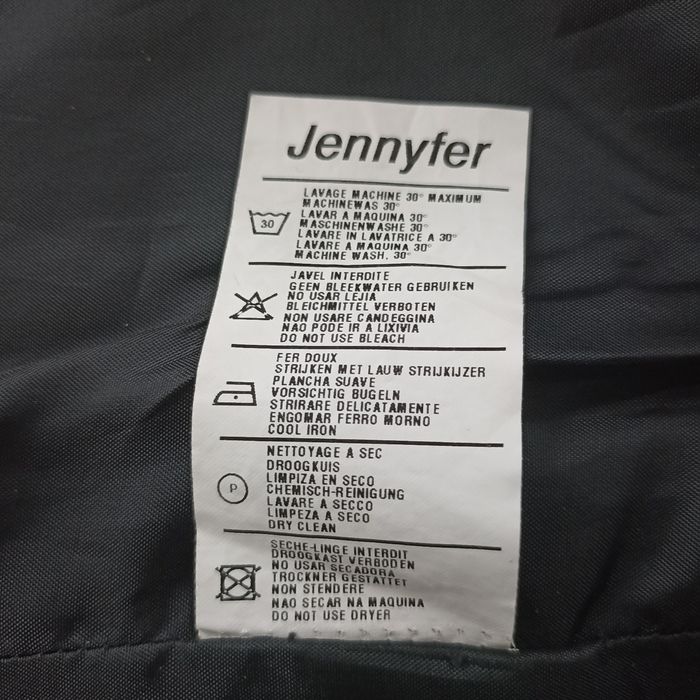 Jennyfer
30
LAVAGE MACHINE 30° MAXIMUM
MACHINEWAS 30°
LAVAR A MAQUINA 30°
MASCHINENWASHE 30°
LAVARE IN LAVATRICE A 30°
LAVARE A MAQUINA 30°
MACHINE WASH. 30°
JAVEL INTERDITE
GEEN BLEEKWATER GEBRUIKEN
NO USAR LEJIA
BLEICHMITTEL VERBOTEN
NON USARE CANDEGGINA
NAO PODE IR A LIXIVIA
DO NOT USE BLEACH
FER DOUX
STRIJKEN MET LAUW STRIJKIJZER
PLANCHA SUAVE
VORSICHTIG BUGELN
STRIRARE DELICATAMENTE
ENGOMAR FERRO MORNO
COOL IRON
P
NETTOYAGE A SEC
DROOGKUIS
LIMPIZA EN SECO
CHEMISCH-REINIGUNG
LAVARE A SECCO
LIMPEZA A SECO
DRY CLEAN
SECHE-LINGE INTERDIT
DROOGKAST VERBODEN
NO USAR SECADORA
TROCKNER GESTATTET
NON STENDERE
NAO SECAR NA MAQUINA
DO NOT USE DRYER